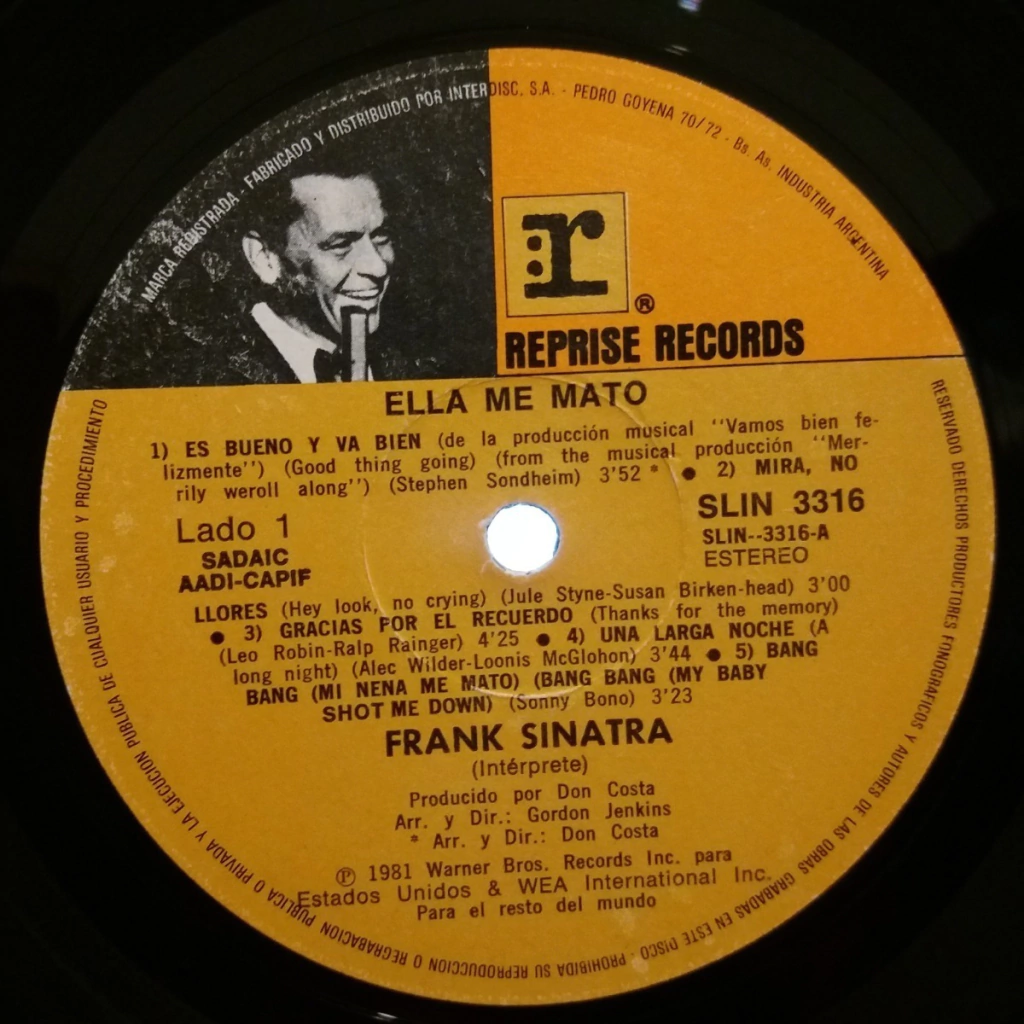 MARCA REGISTRADA - FABRICADO Y DISTRIBUIDO POR INTERDISC. S.A. - PEDRO GOYENA 70/72 - Bs. As. INDUSTRIA ARGENTINA
r
®
REPRISE RECORDS
ELLA ME MATO
1) ES BUENO Y VA BIEN (de la producción musical "Vamos bien fe-
lizmente") (Good thing going) (from the musical producción "Mer-
rily weroll along") (Stephen Sondheim) 3'52 * ● 2) MIRA, NO
Lado 1
SADAIC
AADI-CAPIF
SLIN 3316
SLIN--3316-A
ESTEREO
LLORES (Hey look, no crying) (Jule Styne-Susan Birken-head) 3'00
● 3) GRACIAS POR EL RECUERDO (Thanks for the memory)
(Leo Robin-Ralp Rainger) 4'25 ● 4) UNA LARGA NOCHE (A
long night) (Alec Wilder-Loonis McGlohon) 3'44 ● 5) BANG
BANG (MI NENA ME MATO) (BANG BANG (MY BABY
SHOT ME DOWN) (Sonny Bono) 3'23
FRANK SINATRA
(Intérprete)
Producido por Don Costa
Arr. y Dir.: Gordon Jenkins
* Arr. y Dir.: Don Costa
℗ 1981 Warner Bros. Records Inc. para
Estados Unidos & WEA International Inc.
Para el resto del mundo
RESERVADO DERECHOS PRODUCTORES FONOGRAFICOS Y AUTORES DE LAS OBRAS GRABADAS EN ESTE DISCO - PROHIBIDA SU REPRODUCCION O REGRABACION PUBLICA O PRIVADA Y LA EJECUCION PUBLICA DE CUALQUIER USUARIO Y PROCEDIMIENTO